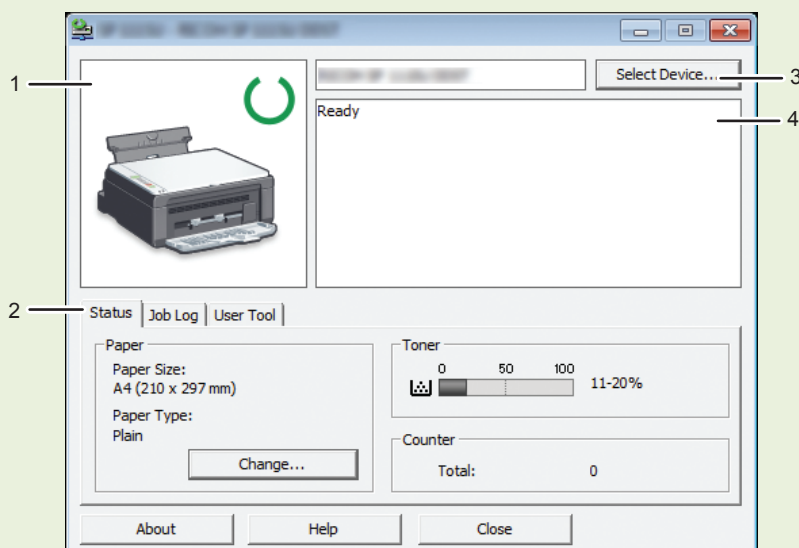 1
Select Device...
3
Ready
4
2
Status
Job Log
User Tool
Paper
Paper Size:
A4 (210 x 297 mm)
Paper Type:
Plain
Change...
Toner
0 50 100
11-20%
Counter
Total: 0
About
Help
Close